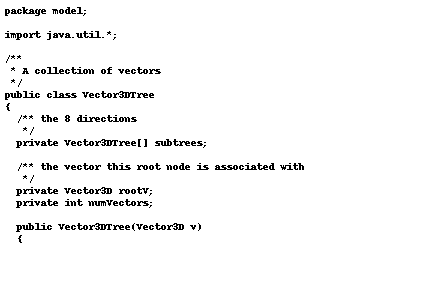 package model;

import java.util.*;

/**
 * A collection of vectors
 */
public class Vector3DTree
{
  /** the 8 directions
   */
  private Vector3DTree[] subtrees;

  /** the vector this root node is associated with
   */
  private Vector3D rootV;
  private int numVectors;

  public Vector3DTree(Vector3D v)
  {